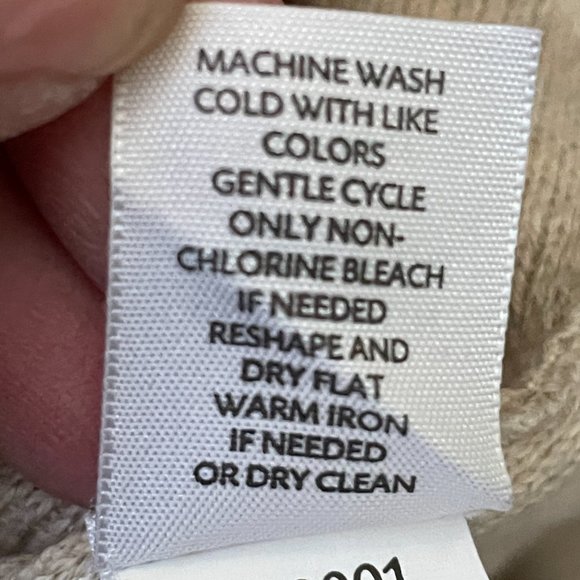 MACHINE WASH
COLD WITH LIKE
COLORS
GENTLE CYCLE
ONLY NON-
CHLORINE BLEACH
IF NEEDED
RESHAPE AND
DRY FLAT
WARM IRON
IF NEEDED
OR DRY CLEAN